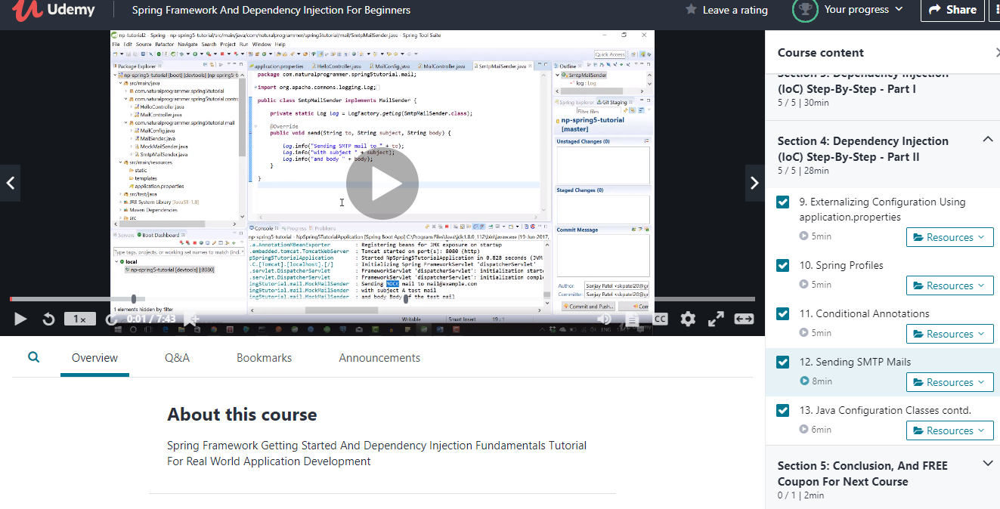 Udemy
Spring Framework And Dependency Injection For Beginners
Leave a rating
Your progress
Share
np-tutorial2 - Spring - np-spring5-tutorial/src/main/java/com/naturalprogrammer/spring5tutorial/mail/SmtpMailSender.java - Spring Tool Suite
File Edit Source Refactor Navigate Search Project Run Window Help
Quick Access
Package Explorer
np-spring5-tutorial [boot] [devtools] [np-spring5-t
src/main/java
com.naturalprogrammer.spring5tutorial
com.naturalprogrammer.spring5tutorial.contro
HelloController.java
MailController.java
com.naturalprogrammer.spring5tutorial.mail
MailConfig.java
MailSender.java
MockMailSender.java
SmtpMailSender.java
src/main/resources
static
templates
application.properties
src/test/java
JRE System Library [JavaSE-1.8]
Maven Dependencies
src
Servers Boot Dashboard
Type tags, projects, or working set names to match (incl. *
local
np-spring5-tutorial [devtools] [:8080]
1 elements hidden by filter
application.properties HelloController.java MailConfig.java MailController.java SmtpMailSender.java
package com.naturalprogrammer.spring5tutorial.mail;
import org.apache.commons.logging.Log;
public class SmtpMailSender implements MailSender {
private static Log log = LogFactory.getLog(SmtpMailSender.class);
@Override
public void send(String to, String subject, String body) {
log.info("Sending SMTP mail to " + to);
log.info("with subject " + subject);
log.info("and body " + body);
}
}
Console Progress Problems
np-spring5-tutorial - NpSpring5TutorialApplication [Spring Boot App] C:\Program Files\Java\jdk1.8.0_112\bin\javaw.exe (19-Jun-2017,
.a.AnnotationMBeanExporter : Registering beans for JMX exposure on startup
.embedded.tomcat.TomcatWebServer : Tomcat started on port(s): 8080 (http)
pSpring5TutorialApplication : Started NpSpring5TutorialApplication in 0.828 seconds (JVM
.C.[Tomcat].[localhost].[/] : Initializing Spring FrameworkServlet 'dispatcherServlet'
.servlet.DispatcherServlet : FrameworkServlet 'dispatcherServlet': initialization starte
.servlet.DispatcherServlet : FrameworkServlet 'dispatcherServlet': initialization comple
ing5tutorial.mail.MockMailSender : Sending MOCK mail to mail@example.com
ing5tutorial.mail.MockMailSender : with subject A test mail
ing5tutorial.mail.MockMailSender : and body Body of the test mail
Writable Smart Insert 19 : 1
Outline
SmtpMailSender
log : Log
Spring Explorer Git Staging
Filter files
np-spring5-tutorial
[master]
Unstaged Changes (0)
Staged Changes (0)
Commit Message
Author: Sanjay Patel <skpatel20@gr
Committer: Sanjay Patel <skpatel20@gr
Commit and Push... Com
1x
0:01 / 7:43
CC
ENG
Overview
Q&A
Bookmarks
Announcements
About this course
Spring Framework Getting Started And Dependency Injection Fundamentals Tutorial
For Real World Application Development
Course content
Section 3: Dependency Injection
(IoC) Step-By-Step - Part I
5 / 5 | 30min
Section 4: Dependency Injection
(IoC) Step-By-Step - Part II
5 / 5 | 28min
9. Externalizing Configuration Using
application.properties
5min
Resources
10. Spring Profiles
5min
Resources
11. Conditional Annotations
5min
Resources
12. Sending SMTP Mails
8min
Resources
13. Java Configuration Classes contd.
6min
Resources
Section 5: Conclusion, And FREE
Coupon For Next Course
0 / 1 | 2min